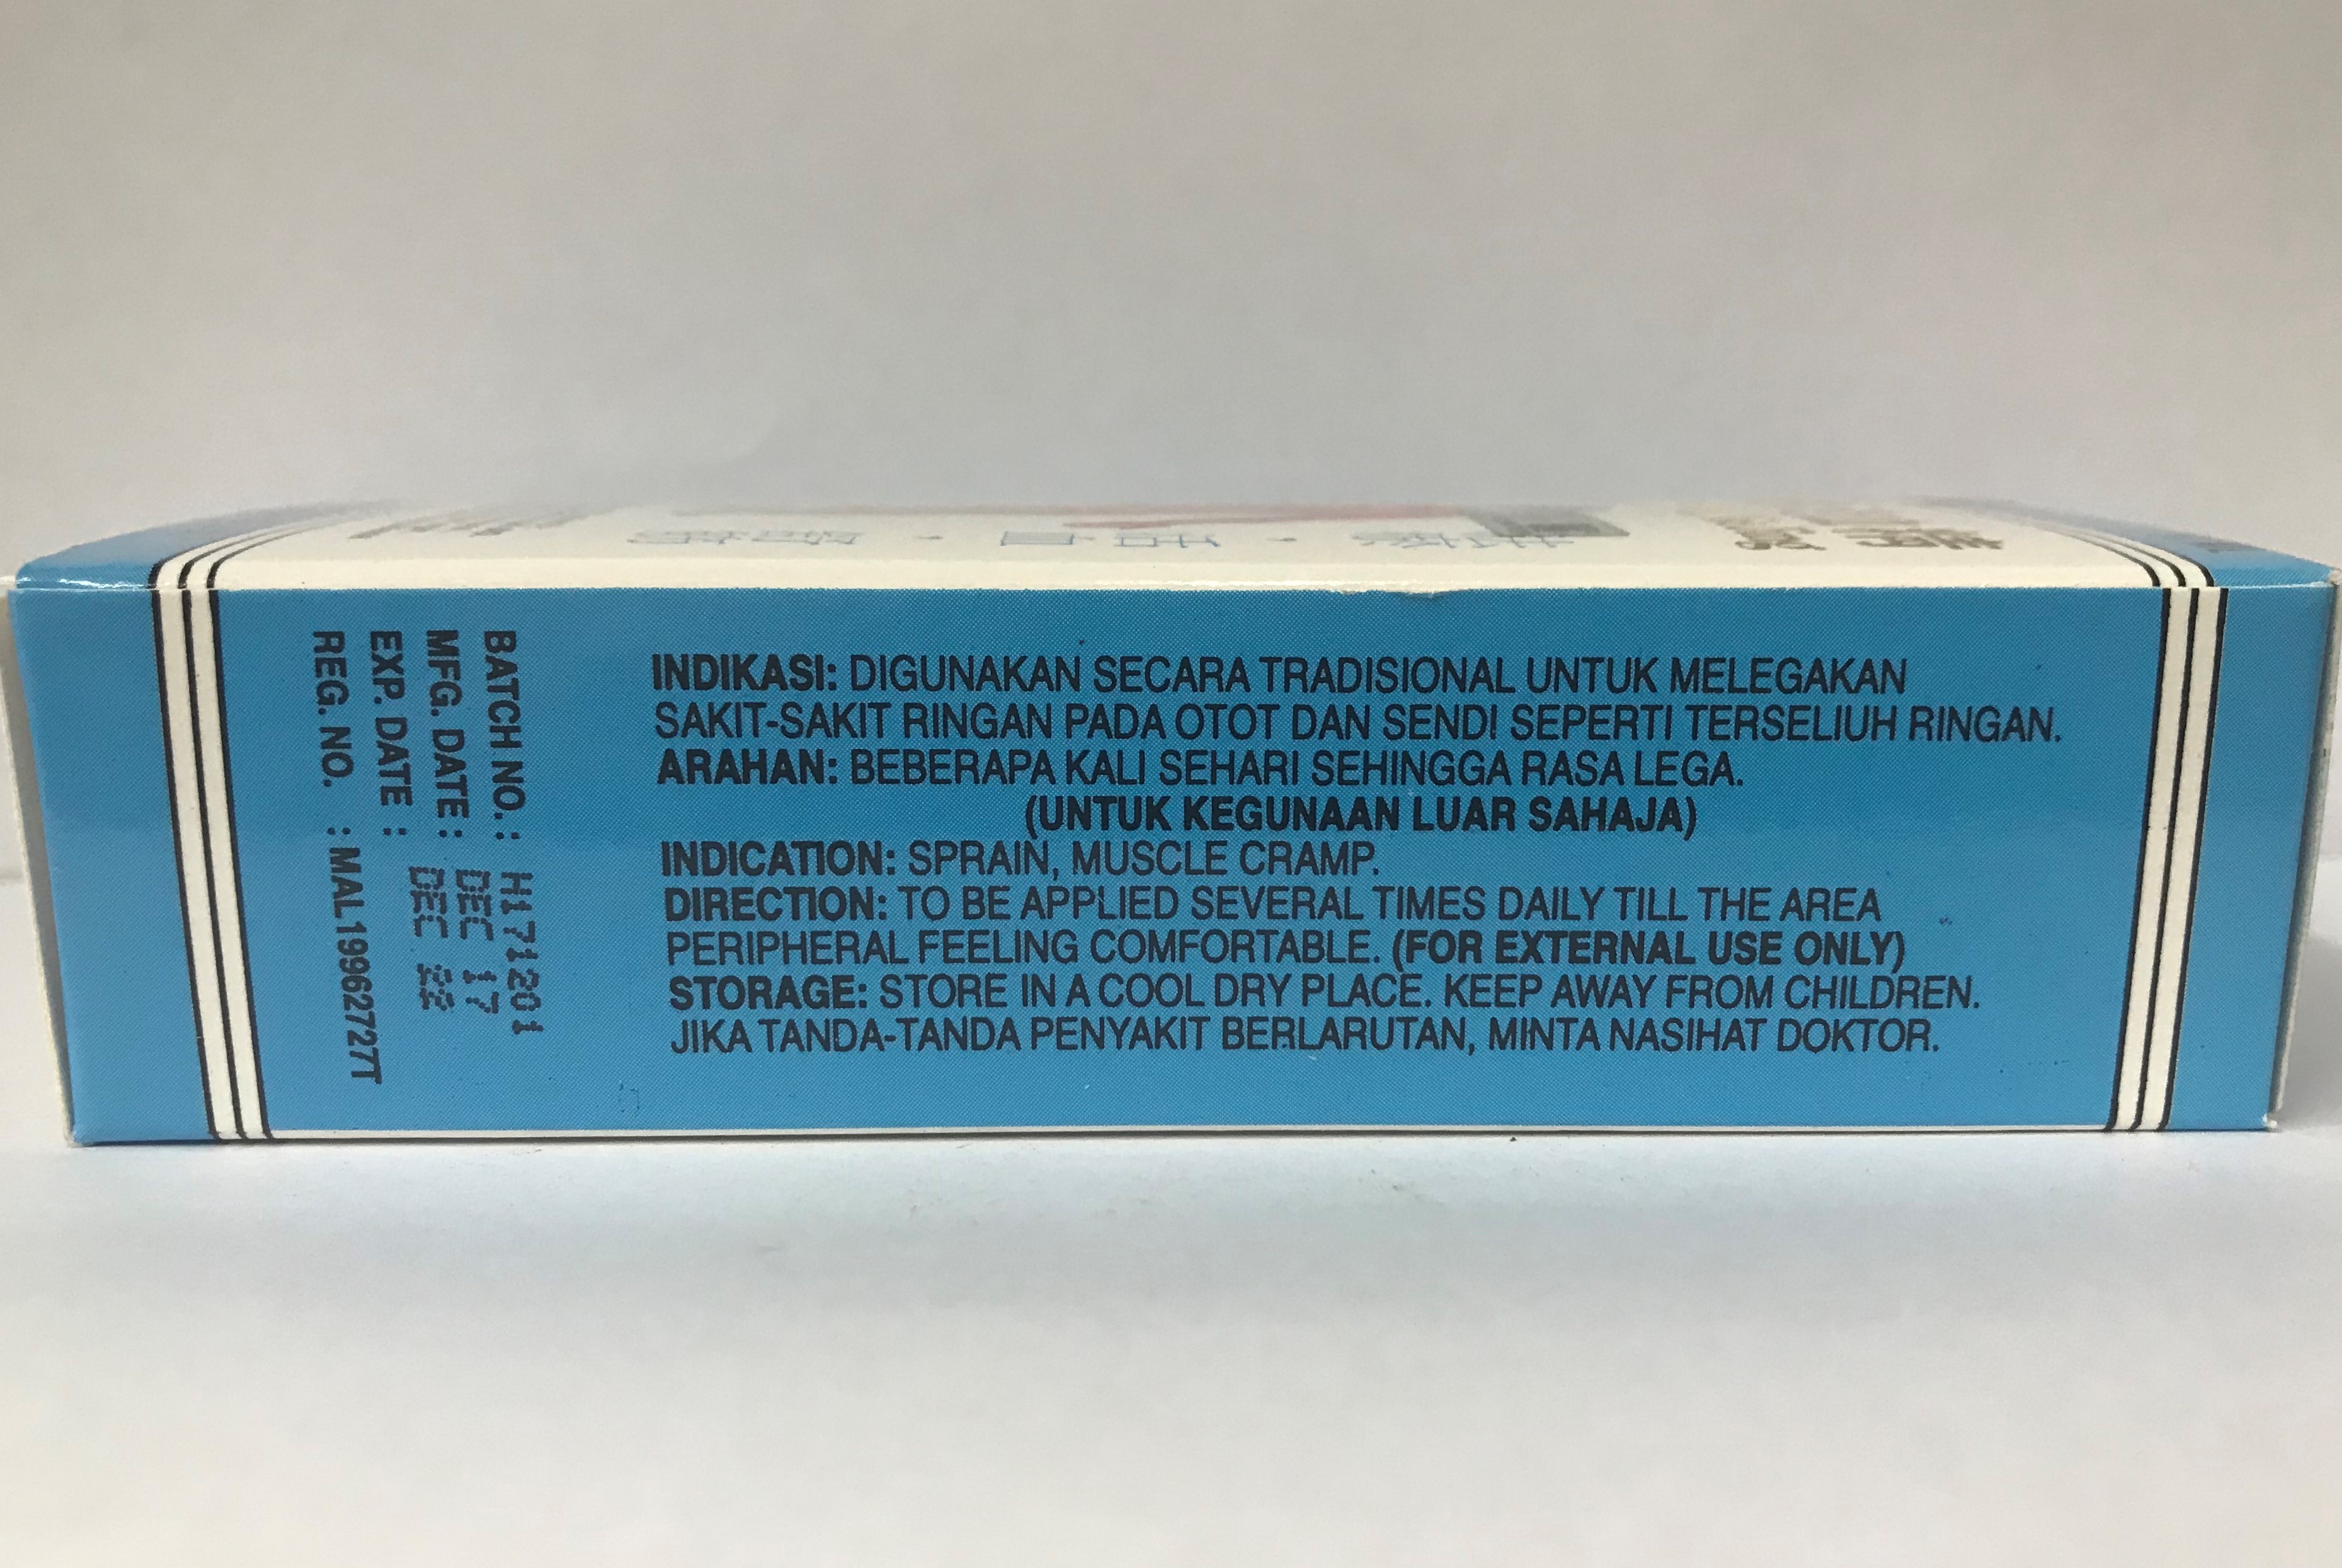 BATCH NO. : H171201
MFG. DATE : DEC 17
EXP. DATE : DEC 22
REG. NO. : MAL19962727T
INDIKASI: DIGUNAKAN SECARA TRADISIONAL UNTUK MELEGAKAN
SAKIT-SAKIT RINGAN PADA OTOT DAN SENDI SEPERTI TERSELIUH RINGAN.
ARAHAN: BEBERAPA KALI SEHARI SEHINGGA RASA LEGA.
(UNTUK KEGUNAAN LUAR SAHAJA)
INDICATION: SPRAIN, MUSCLE CRAMP.
DIRECTION: TO BE APPLIED SEVERAL TIMES DAILY TILL THE AREA
PERIPHERAL FEELING COMFORTABLE. (FOR EXTERNAL USE ONLY)
STORAGE: STORE IN A COOL DRY PLACE. KEEP AWAY FROM CHILDREN.
JIKA TANDA-TANDA PENYAKIT BERLARUTAN, MINTA NASIHAT DOKTOR.